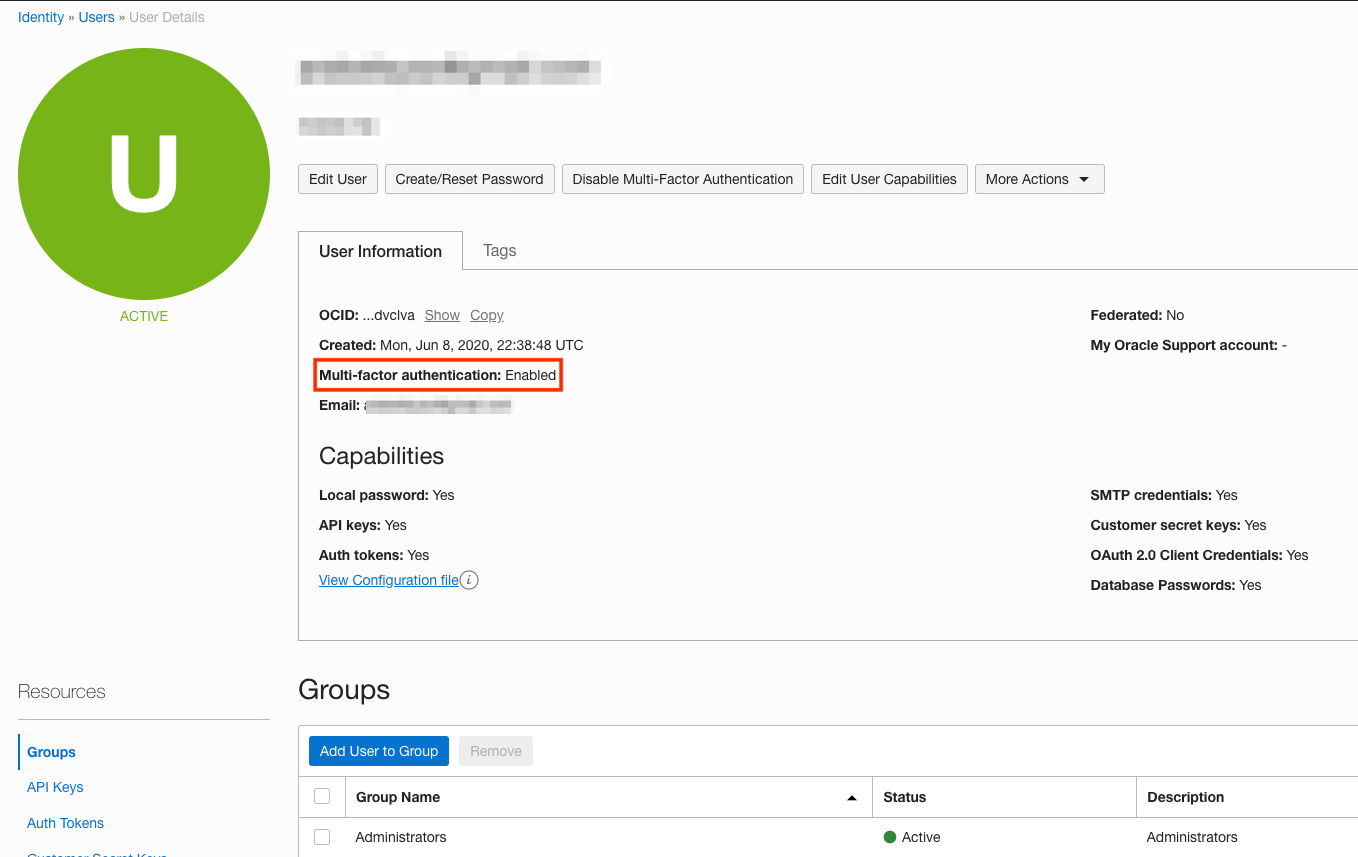 Identity » Users » User Details
U
ACTIVE
Edit User Create/Reset Password Disable Multi-Factor Authentication Edit User Capabilities More Actions
User Information Tags
OCID: ...dvclva Show Copy
Federated: No
Created: Mon, Jun 8, 2020, 22:38:48 UTC
My Oracle Support account: -
Multi-factor authentication: Enabled
Email:
Capabilities
Local password: Yes
SMTP credentials: Yes
API keys: Yes
Customer secret keys: Yes
Auth tokens: Yes
OAuth 2.0 Client Credentials: Yes
View Configuration file i
Database Passwords: Yes
Resources
Groups
API Keys
Auth Tokens
Customer Secret Keys
Groups
Add User to Group Remove
Group Name Status Description
Administrators Active Administrators